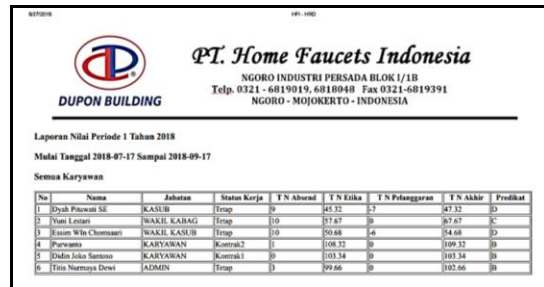 8/27/2018 HFI - HRD
PT. Home Faucets Indonesia
NGORO INDUSTRI PERSADA BLOK I/1B
Telp. 0321 - 6819019, 6818048 Fax 0321-6819391
NGORO - MOJOKERTO - INDONESIA
DUPON BUILDING
Laporan Nilai Periode 1 Tahun 2018
Mulai Tanggal 2018-07-17 Sampai 2018-09-17
Semua Karyawan
No Nama Jabatan Status Kerja T N Absend T N Etika T N Pelanggaran T N Akhir Predikat
1 Dyah Pitawati SE KASUB Tetap 9 45.32 -7 47.32 D
2 Yuni Lestari WAKIL KABAG Tetap 10 57.67 0 67.67 C
3 Essim WIn Chomsaari WAKIL KASUB Tetap 10 50.68 -6 54.68 D
4 Purwanto KARYAWAN Kontrak2 1 108.32 0 109.32 B
5 Didin Joko Santoso KARYAWAN Kontrak1 0 103.34 0 103.34 B
6 Titis Nurmaya Dewi ADMIN Tetap 3 99.66 0 102.66 B